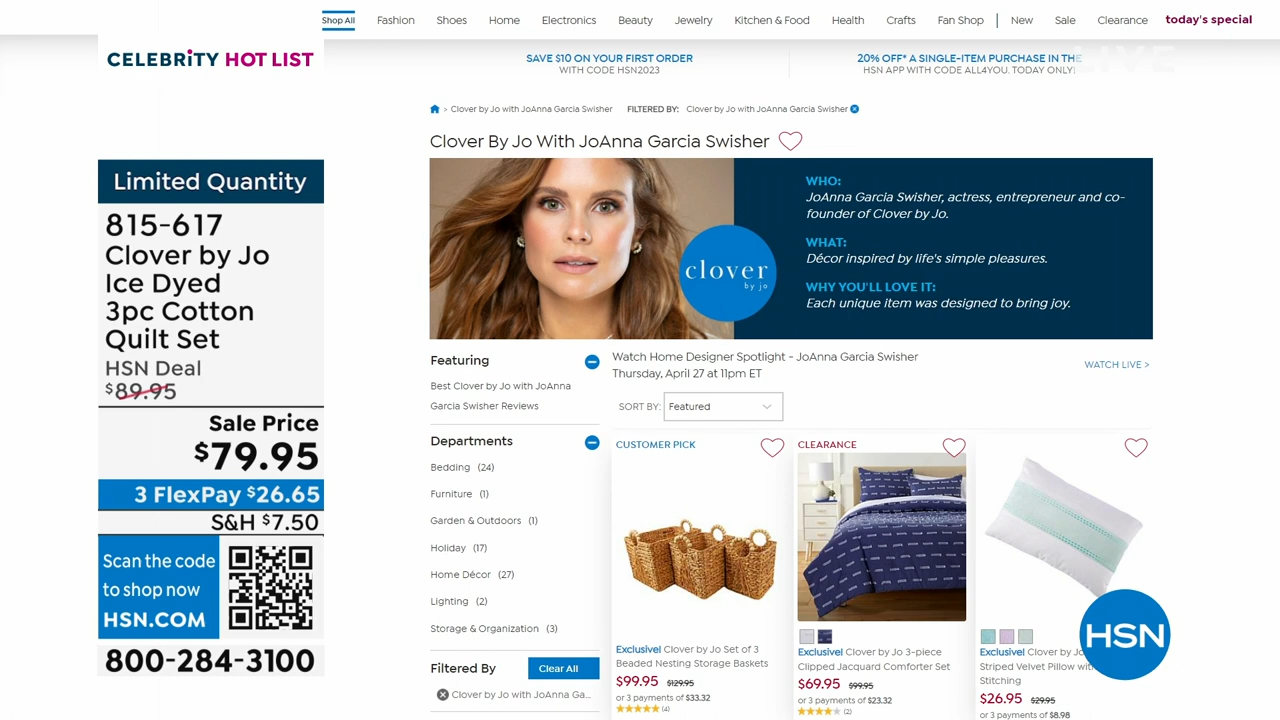 Shop All Fashion Shoes Home Electronics Beauty Jewelry Kitchen & Food Health Crafts Fan Shop New Sale Clearance today's special
CELEBRITY HOT LIST
SAVE $10 ON YOUR FIRST ORDER
WITH CODE HSN2023
20% OFF* A SINGLE-ITEM PURCHASE IN THE
HSN APP WITH CODE ALL4YOU. TODAY ONLY!
LIVE
> Clover by Jo with JoAnna Garcia Swisher FILTERED BY: Clover by Jo with JoAnna Garcia Swisher
Clover By Jo With JoAnna Garcia Swisher
WHO:
JoAnna Garcia Swisher, actress, entrepreneur and co-
founder of Clover by Jo.
WHAT:
Décor inspired by life's simple pleasures.
WHY YOU'LL LOVE IT:
Each unique item was designed to bring joy.
clover
by jo
Limited Quantity
815-617
Clover by Jo
Ice Dyed
3pc Cotton
Quilt Set
HSN Deal
$89.95
Sale Price
$79.95
3 FlexPay $26.65
S&H $7.50
Scan the code
to shop now
HSN.COM
800-284-3100
Featuring
Best Clover by Jo with JoAnna
Garcia Swisher Reviews
Departments
Bedding (24)
Furniture (1)
Garden & Outdoors (1)
Holiday (17)
Home Décor (27)
Lighting (2)
Storage & Organization (3)
Filtered By Clear All
Clover by Jo with JoAnna Ga...
Watch Home Designer Spotlight - JoAnna Garcia Swisher
Thursday, April 27 at 11pm ET
WATCH LIVE >
SORT BY: Featured
CUSTOMER PICK
Exclusive! Clover by Jo Set of 3
Beaded Nesting Storage Baskets
$99.95 $129.95
or 3 payments of $33.32
(4)
CLEARANCE
Exclusive! Clover by Jo 3-piece
Clipped Jacquard Comforter Set
$69.95 $99.95
or 3 payments of $23.32
(2)
Exclusive! Clover by Jo
Striped Velvet Pillow with
Stitching
$26.95 $29.95
or 3 payments of $8.98
HSN